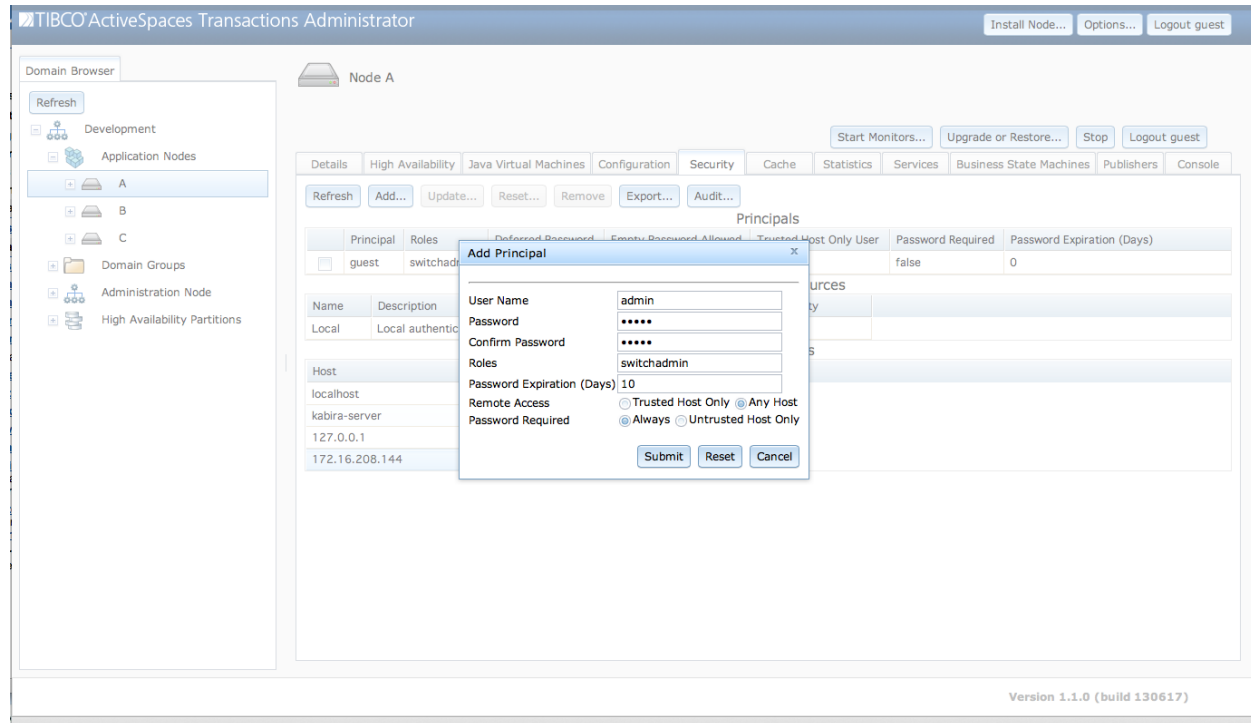 TIBCO® ActiveSpaces Transactions Administrator
Install Node... Options... Logout guest
Domain Browser
Node A
Refresh
Development
Application Nodes
A
B
C
Domain Groups
Administration Node
High Availability Partitions
Start Monitors... Upgrade or Restore... Stop Logout guest
Details High Availability Java Virtual Machines Configuration Security Cache Statistics Services Business State Machines Publishers Console
Refresh Add... Update... Reset... Remove Export... Audit...
Principals
Principal Roles Deferred Password Empty Password Allowed Trusted Host Only User Password Required Password Expiration (Days)
guest switchadm false 0
urces
Name Description ty
Local Local authentic
s
Host
localhost
kabira-server
127.0.0.1
172.16.208.144
Add Principal x
User Name admin
Password •••••
Confirm Password •••••
Roles switchadmin
Password Expiration (Days) 10
Remote Access Trusted Host Only Any Host
Password Required Always Untrusted Host Only
Submit Reset Cancel
Version 1.1.0 (build 130617)